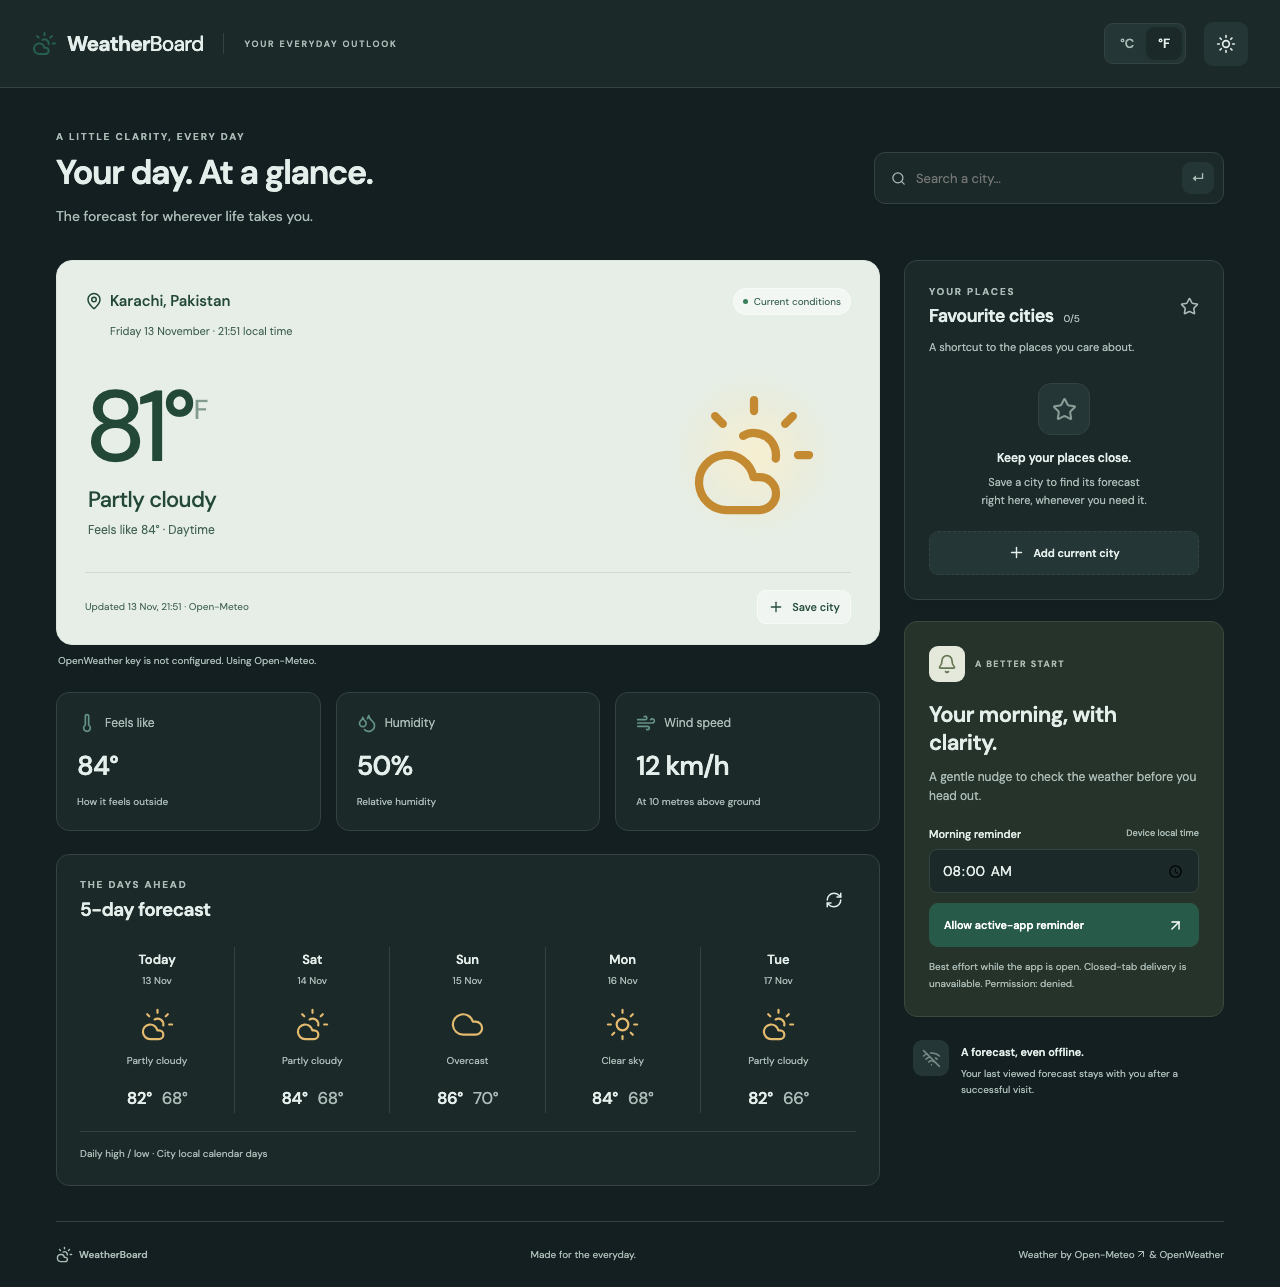 WeatherBoard
YOUR EVERYDAY OUTLOOK
°C °F
A LITTLE CLARITY, EVERY DAY
Your day. At a glance.
The forecast for wherever life takes you.
Search a city...
Karachi, Pakistan
Current conditions
Friday 13 November · 21:51 local time
81°F
Partly cloudy
Feels like 84° · Daytime
Updated 13 Nov, 21:51 · Open-Meteo
Save city
OpenWeather key is not configured. Using Open-Meteo.
Feels like
84°
How it feels outside
Humidity
50%
Relative humidity
Wind speed
12 km/h
At 10 metres above ground
THE DAYS AHEAD
5-day forecast
Today
13 Nov
Partly cloudy
82° 68°
Sat
14 Nov
Partly cloudy
84° 68°
Sun
15 Nov
Overcast
86° 70°
Mon
16 Nov
Clear sky
84° 68°
Tue
17 Nov
Partly cloudy
82° 66°
Daily high / low · City local calendar days
YOUR PLACES
Favourite cities 0/5
A shortcut to the places you care about.
Keep your places close.
Save a city to find its forecast
right here, whenever you need it.
Add current city
A BETTER START
Your morning, with
clarity.
A gentle nudge to check the weather before you
head out.
Morning reminder
Device local time
08:00 AM
Allow active-app reminder
Best effort while the app is open. Closed-tab delivery is
unavailable. Permission: denied.
A forecast, even offline.
Your last viewed forecast stays with you after a
successful visit.
WeatherBoard
Made for the everyday.
Weather by Open-Meteo & OpenWeather